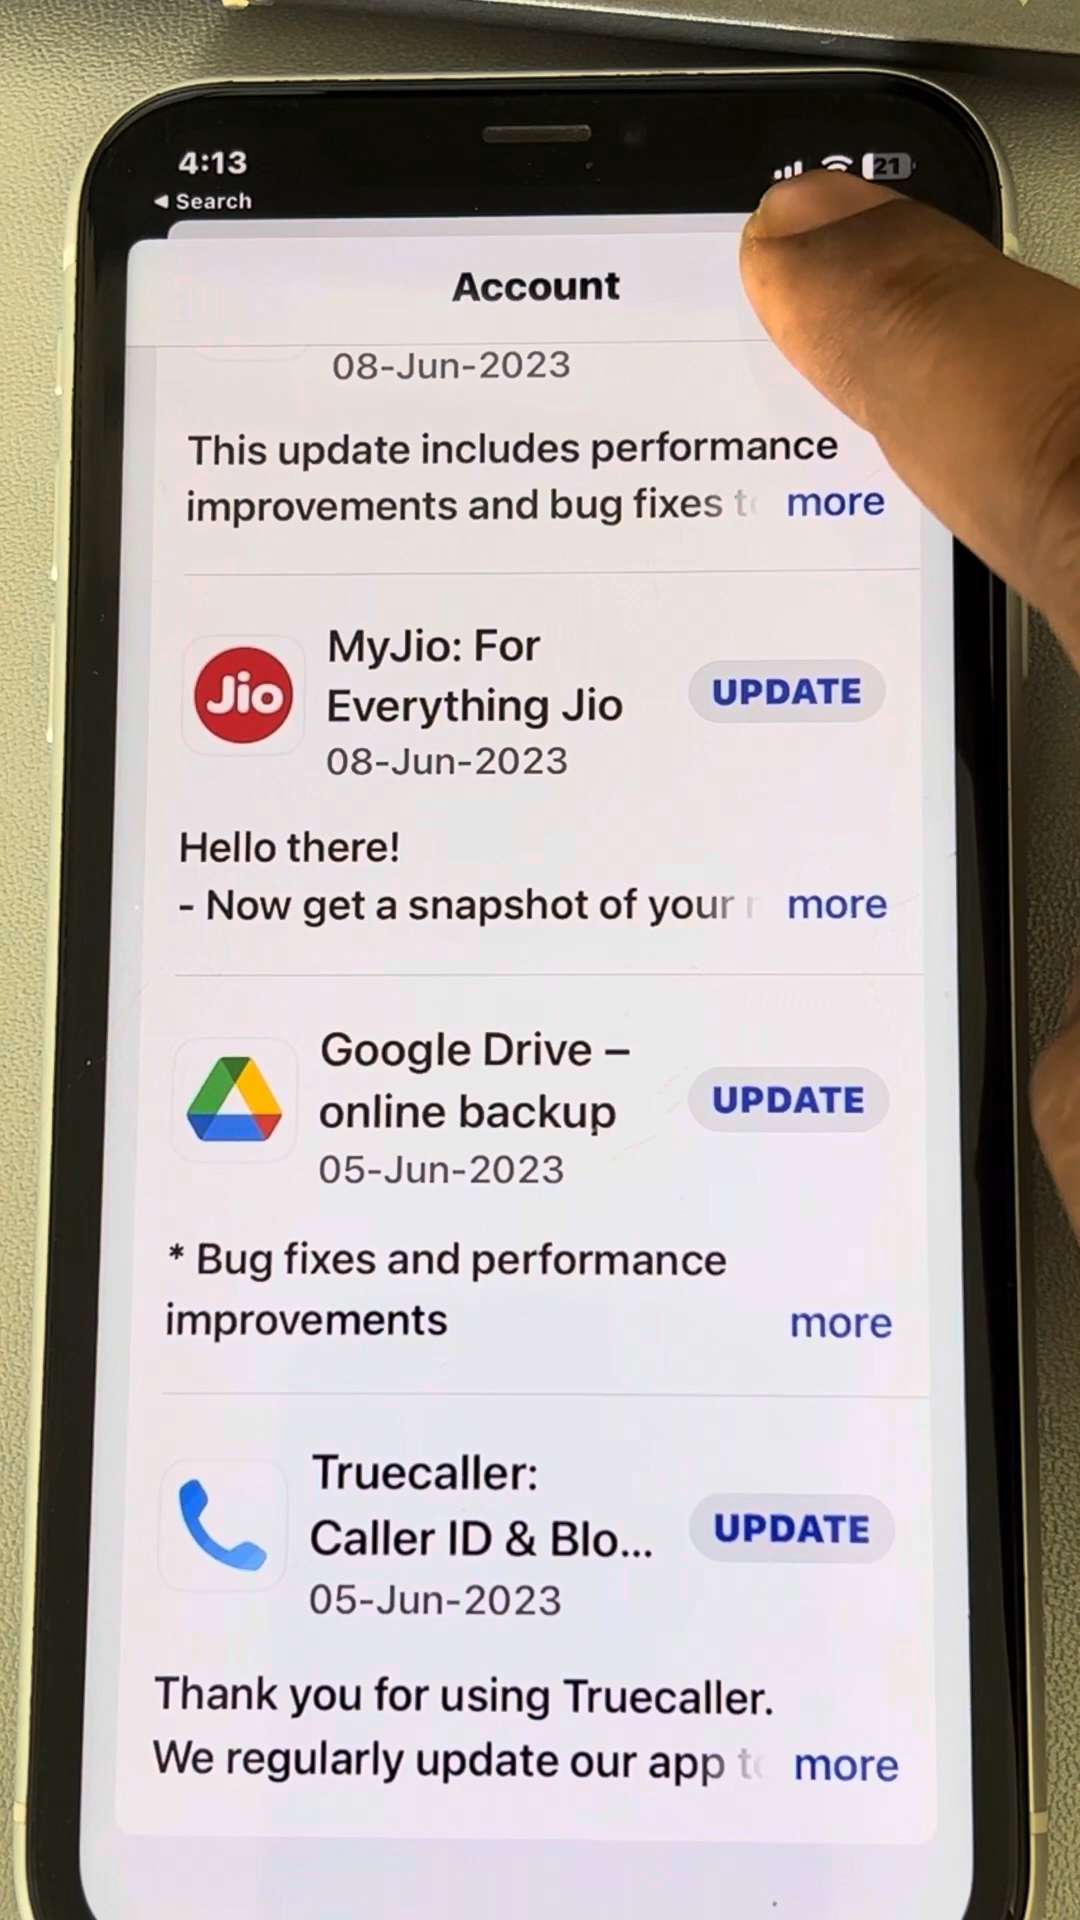 4:13
21
◀ Search
Account
08-Jun-2023
This update includes performance
improvements and bug fixes more
MyJio: For
Everything Jio
Jio
UPDATE
08-Jun-2023
Hello there!
- Now get a snapshot of your more
Google Drive –
online backup
UPDATE
05-Jun-2023
* Bug fixes and performance
improvements more
Truecaller:
Caller ID & Blo...
UPDATE
05-Jun-2023
Thank you for using Truecaller.
We regularly update our app more